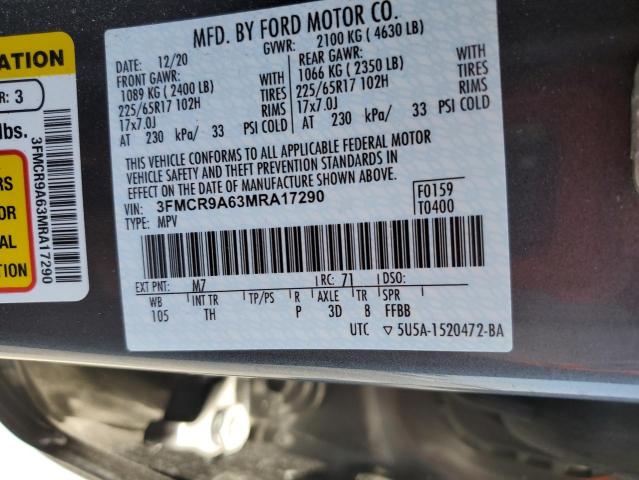 MFD. BY FORD MOTOR CO.
DATE: 12/20
GVWR: 2100 KG ( 4630 LB)
FRONT GAWR:
1089 KG ( 2400 LB) WITH
225/65R17 102H TIRES
17x7.0J RIMS
AT 230 kPa/ 33 PSI COLD
REAR GAWR:
1066 KG ( 2350 LB) WITH
225/65R17 102H TIRES
17x7.0J RIMS
AT 230 kPa/ 33 PSI COLD
THIS VEHICLE CONFORMS TO ALL APPLICABLE FEDERAL MOTOR
VEHICLE SAFETY AND THEFT PREVENTION STANDARDS IN
EFFECT ON THE DATE OF MANUFACTURE SHOWN ABOVE.
VIN: 3FMCR9A63MRA17290
TYPE: MPV
F0159
T0400
EXT PNT: M7 RC: 71 DSO:
WB INT TR TP/PS R AXLE TR SPR
105 TH P 3D 8 FFBB
UTC ▽ 5U5A-1520472-BA
ATION
R: 3
lbs.
3FMCR9A63MRA17290
RS
OR
AL
TION